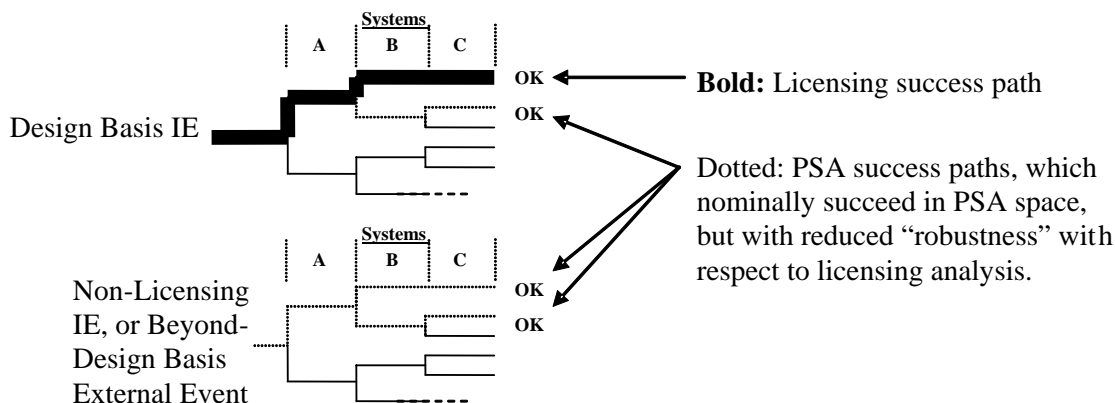 Systems
A B C
OK
Bold: Licensing success path
OK
Design Basis IE
Dotted: PSA success paths, which
nominally succeed in PSA space,
but with reduced “robustness” with
respect to licensing analysis.
Systems
A B C
OK
OK
Non-Licensing
IE, or Beyond-
Design Basis
External Event